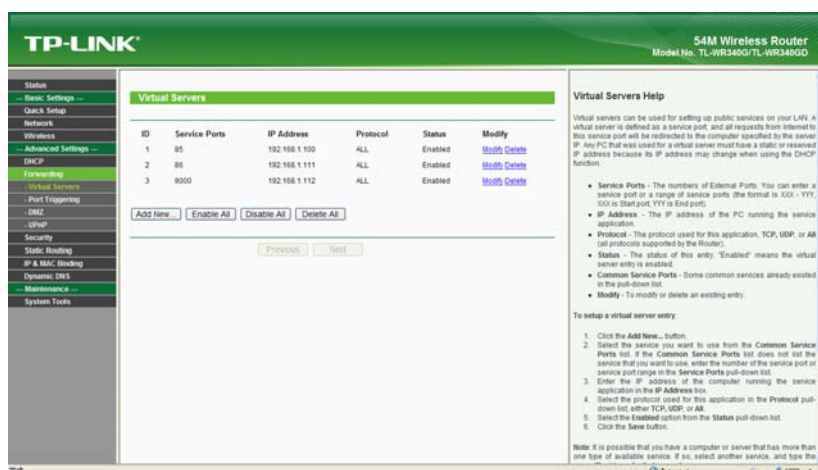 TP-LINK
54M Wireless Router
Model No. TL-WR340G/TL-WR340GD
Status
--- Basic Settings ---
Quick Setup
Network
Wireless
--- Advanced Settings ---
DHCP
Forwarding
- Virtual Servers
- Port Triggering
- DMZ
- UPnP
Security
Static Routing
IP & MAC Binding
Dynamic DNS
--- Maintenance ---
System Tools
Virtual Servers
ID Service Ports IP Address Protocol Status Modify
1 85 192.168.1.100 ALL Enabled Modify Delete
2 86 192.168.1.111 ALL Enabled Modify Delete
3 9000 192.168.1.112 ALL Enabled Modify Delete
Add New... Enable All Disable All Delete All
Previous Next
Virtual Servers Help
Virtual servers can be used for setting up public services on your LAN. A
virtual server is defined as a service port, and all requests from Internet to
this service port will be redirected to the computer specified by the server
IP. Any PC that was used for a virtual server must have a static or reserved
IP address because its IP address may change when using the DHCP
function.
• Service Ports - The numbers of External Ports. You can enter a
service port or a range of service ports (the format is XXX - YYY,
XXX is Start port, YYY is End port).
• IP Address - The IP address of the PC running the service
application.
• Protocol - The protocol used for this application, TCP, UDP, or All
(all protocols supported by the Router).
• Status - The status of this entry. "Enabled" means the virtual
server entry is enabled.
• Common Service Ports - Some common services already existed
in the pull-down list.
• Modify - To modify or delete an existing entry.
To setup a virtual server entry:
1. Click the Add New... button.
2. Select the service you want to use from the Common Service
Ports list. If the Common Service Ports list does not list the
service that you want to use, enter the number of the service port or
service port range in the Service Ports pull-down list.
3. Enter the IP address of the computer running the service
application in the IP Address box.
4. Select the protocol used for this application in the Protocol pull-
down list, either TCP, UDP, or All.
5. Select the Enabled option from the Status pull-down list.
6. Click the Save button.
Note: It is possible that you have a computer or server that has more than
one type of available service. If so, select another service, and type the